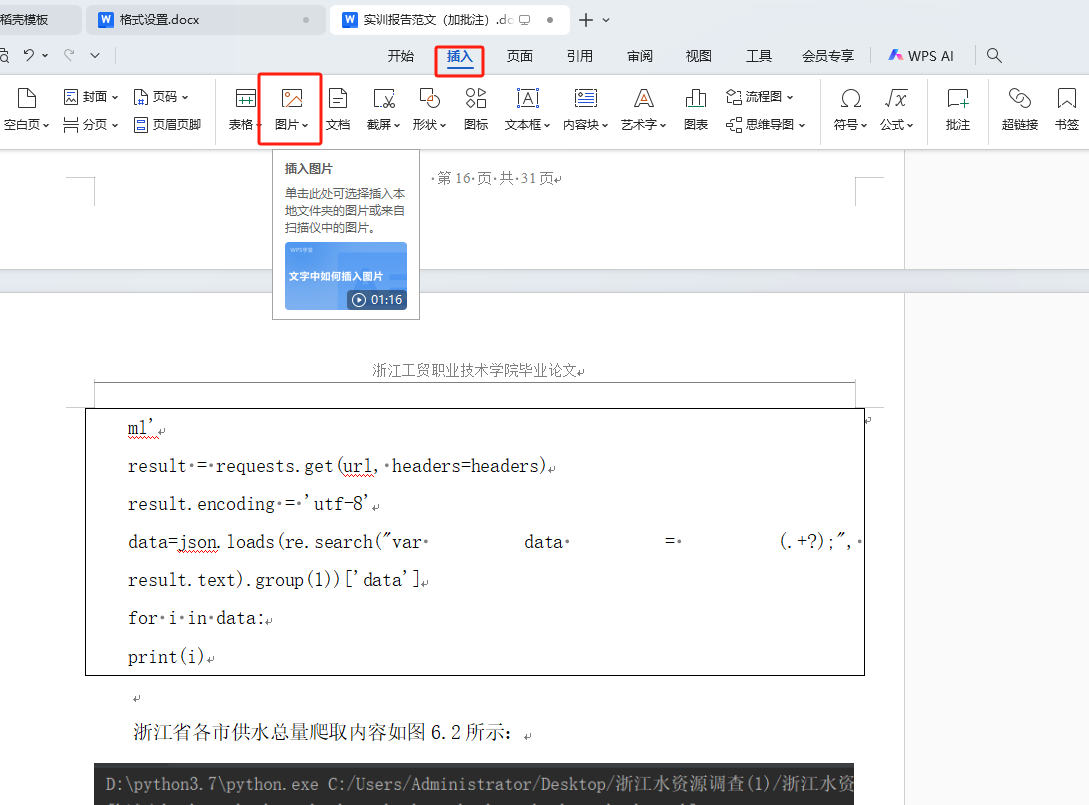 稻壳模板 格式设置.docx 实训报告范文（加批注）.dc
开始 插入 页面 引用 审阅 视图 工具 会员专享 WPS AI
封面 页码 流程图
空白页 分页 页眉页脚 表格 图片 文档 截屏 形状 图标 文本框 内容块 艺术字 图表 思维导图 符号 公式 批注 超链接 书签
插入图片
单击此处可选择插入本
地文件夹的图片或来自
扫描仪中的图片。
WPS学堂
文字中如何插入图片
01:16
第 16 页 共 31 页
浙江工贸职业技术学院毕业论文
ml'
result = requests.get(url, headers=headers)
result.encoding = 'utf-8'
data=json.loads(re.search("var data = (.+?);",
result.text).group(1))['data']
for i in data:
print(i)
浙江省各市供水总量爬取内容如图 6.2 所示：
D:\python3.7\python.exe C:/Users/Administrator/Desktop/浙江水资源调查(1)/浙江水资